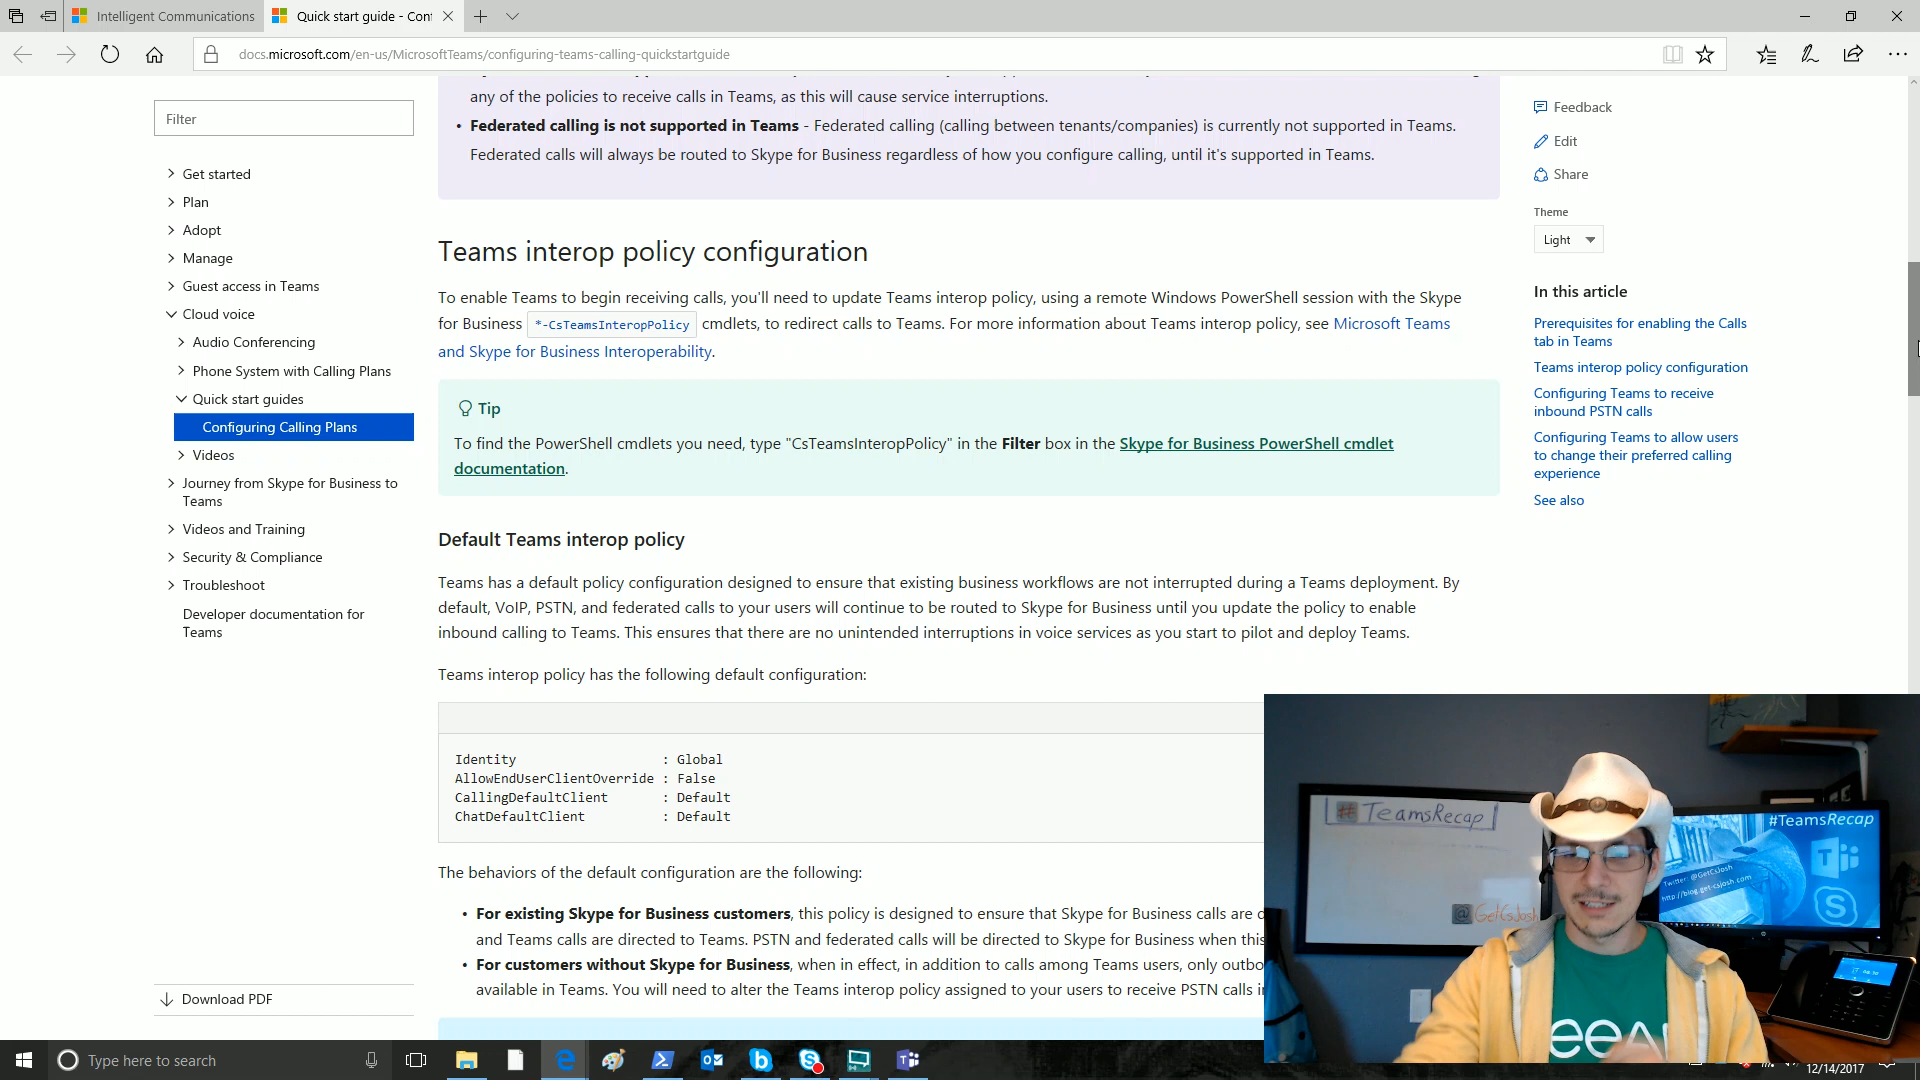 Intelligent Communications
Quick start guide - Con
docs.microsoft.com/en-us/MicrosoftTeams/configuring-teams-calling-quickstartguide
Filter
Get started
Plan
Adopt
Manage
Guest access in Teams
Cloud voice
Audio Conferencing
Phone System with Calling Plans
Quick start guides
Configuring Calling Plans
Videos
Journey from Skype for Business to
Teams
Videos and Training
Security & Compliance
Troubleshoot
Developer documentation for
Teams
Download PDF
any of the policies to receive calls in Teams, as this will cause service interruptions.
• Federated calling is not supported in Teams - Federated calling (calling between tenants/companies) is currently not supported in Teams.
Federated calls will always be routed to Skype for Business regardless of how you configure calling, until it's supported in Teams.
Teams interop policy configuration
To enable Teams to begin receiving calls, you'll need to update Teams interop policy, using a remote Windows PowerShell session with the Skype
for Business *-CsTeamsInteropPolicy cmdlets, to redirect calls to Teams. For more information about Teams interop policy, see Microsoft Teams
and Skype for Business Interoperability.
Tip
To find the PowerShell cmdlets you need, type "CsTeamsInteropPolicy" in the Filter box in the Skype for Business PowerShell cmdlet
documentation.
Default Teams interop policy
Teams has a default policy configuration designed to ensure that existing business workflows are not interrupted during a Teams deployment. By
default, VoIP, PSTN, and federated calls to your users will continue to be routed to Skype for Business until you update the policy to enable
inbound calling to Teams. This ensures that there are no unintended interruptions in voice services as you start to pilot and deploy Teams.
Teams interop policy has the following default configuration:
Identity : Global
AllowEndUserClientOverride : False
CallingDefaultClient : Default
ChatDefaultClient : Default
The behaviors of the default configuration are the following:
• For existing Skype for Business customers, this policy is designed to ensure that Skype for Business calls are d
and Teams calls are directed to Teams. PSTN and federated calls will be directed to Skype for Business when this
• For customers without Skype for Business, when in effect, in addition to calls among Teams users, only outbo
available in Teams. You will need to alter the Teams interop policy assigned to your users to receive PSTN calls i
Feedback
Edit
Share
Theme
Light
In this article
Prerequisites for enabling the Calls
tab in Teams
Teams interop policy configuration
Configuring Teams to receive
inbound PSTN calls
Configuring Teams to allow users
to change their preferred calling
experience
See also
# TeamsRecap
@GetCsJosh
#TeamsRecap
Twitter: @GetCsJosh
http://blog.get-csjosh.com
Type here to search
12/14/2017